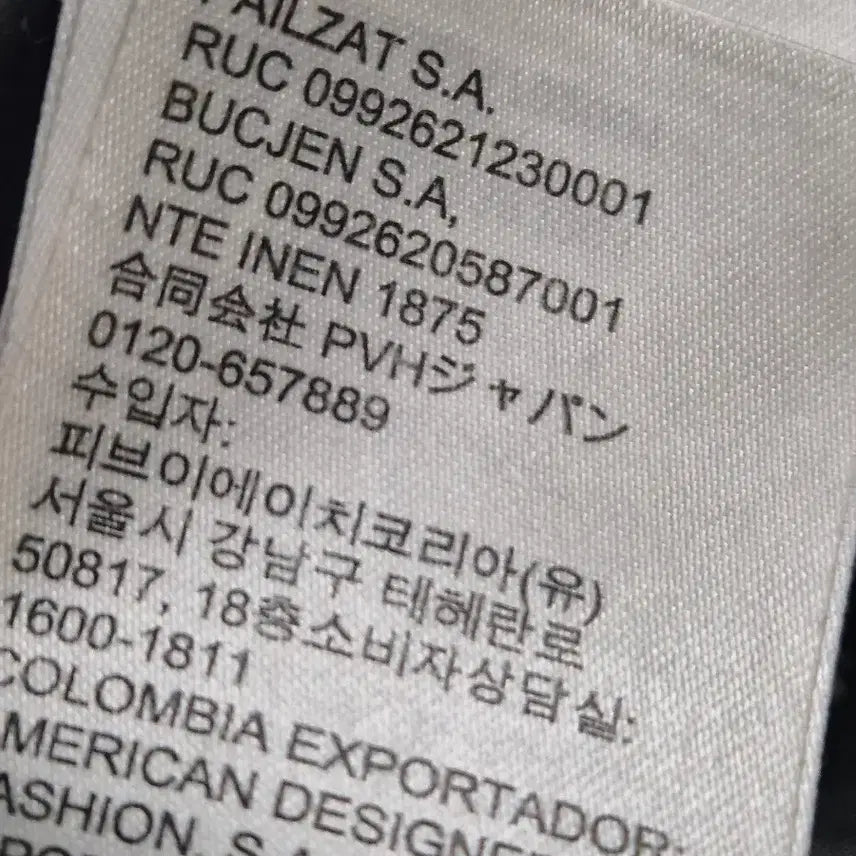 S.A.
RUC 0992621230001
BUCJEN S.A,
RUC 0992620587001
NTE INEN 1875
合同会社 PVHジャパン
0120-657889
수입자:
피브이에이치코리아(유)
서울시 강남구 테헤란로
50817, 18층소비자상담실:
1600-1811
COLOMBIA EXPORTADOR:
AMERICAN
FASHION,